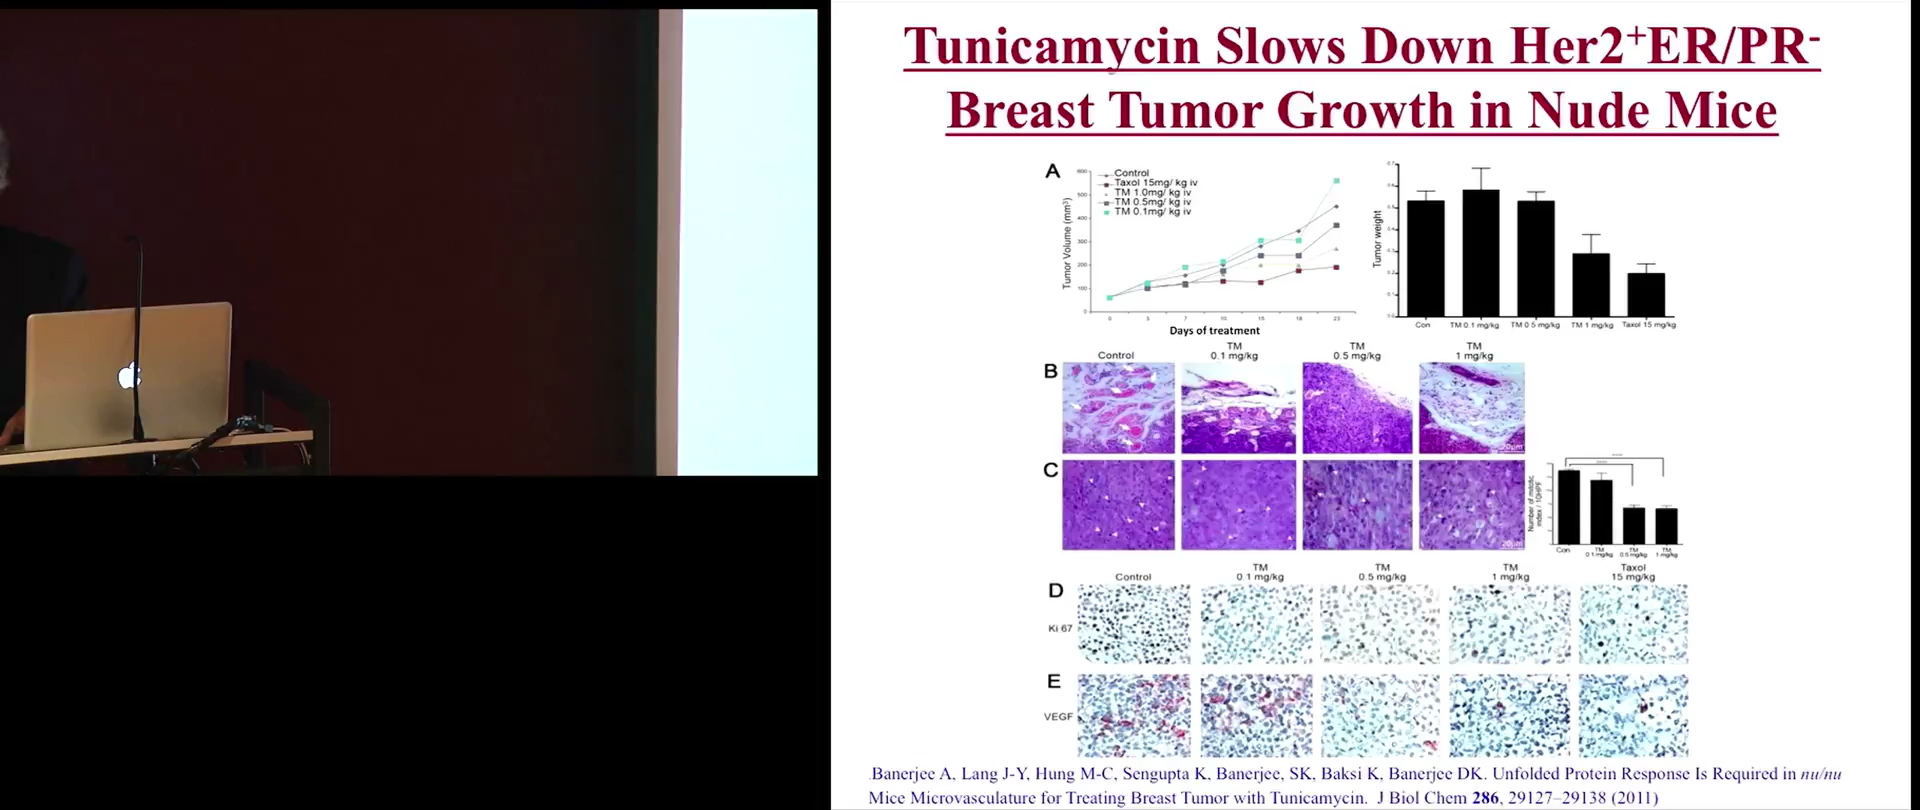 Tunicamycin Slows Down Her2+ER/PR-
Breast Tumor Growth in Nude Mice
A
Control
Taxol 15mg/ kg iv
TM 1.0mg/ kg iv
TM 0.5mg/ kg iv
TM 0.1mg/ kg iv
Tumor Volume (mm3)
600
500
400
300
200
100
0
Days of treatment
Tumor weight
Con
TM 0.1 mg/kg
TM 0 5 mg/kg
TM 1 mg/kg
Taxol 15 mg/kg
B
Control
TM
0.1 mg/kg
TM
0.5 mg/kg
TM
1 mg/kg
C
Number of mitotic
index / 10HPF
Con
TM
0.1 mg/kg
TM
0.5 mg/kg
TM
1 mg/kg
Control
TM
0.1 mg/kg
TM
0.5 mg/kg
TM
1 mg/kg
Taxol
15 mg/kg
D
Ki 67
E
VEGF
Banerjee A, Lang J-Y, Hung M-C, Sengupta K, Banerjee, SK, Baksi K, Banerjee DK. Unfolded Protein Response Is Required in nu/nu
Mice Microvasculature for Treating Breast Tumor with Tunicamycin. J Biol Chem 286, 29127–29138 (2011)